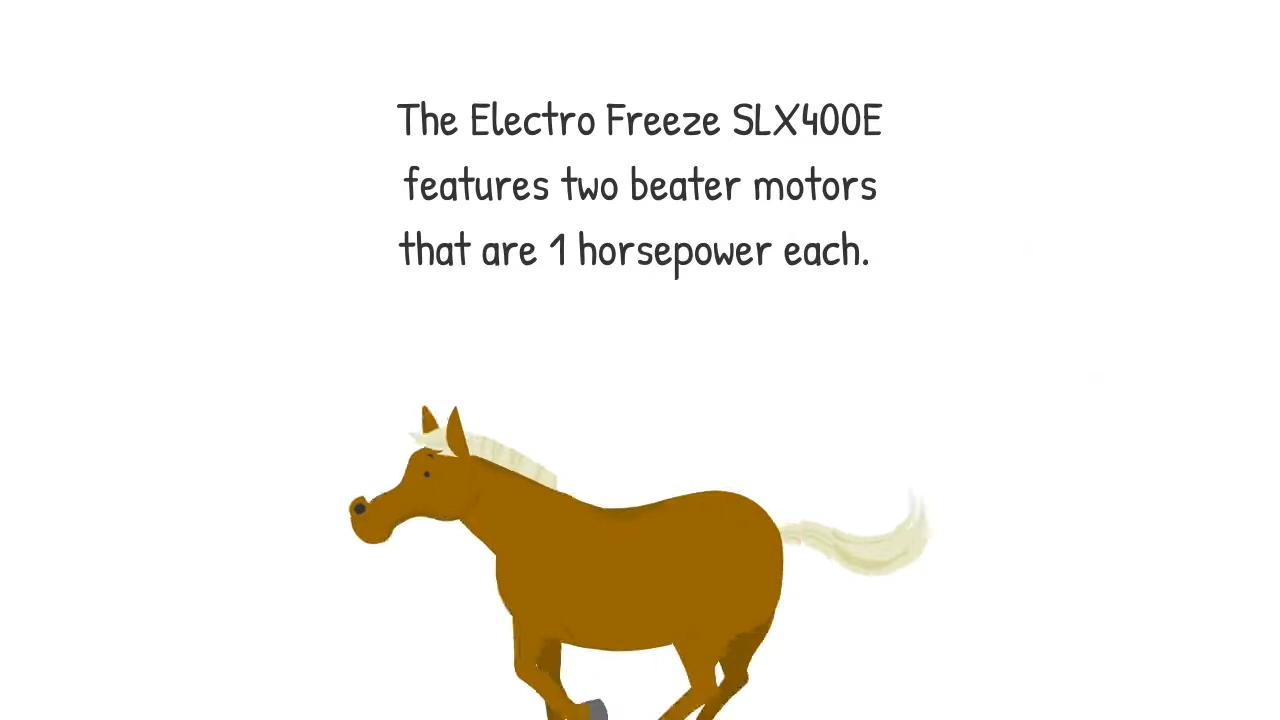 The Electro Freeze SLX400E
features two beater motors
that are 1 horsepower each.